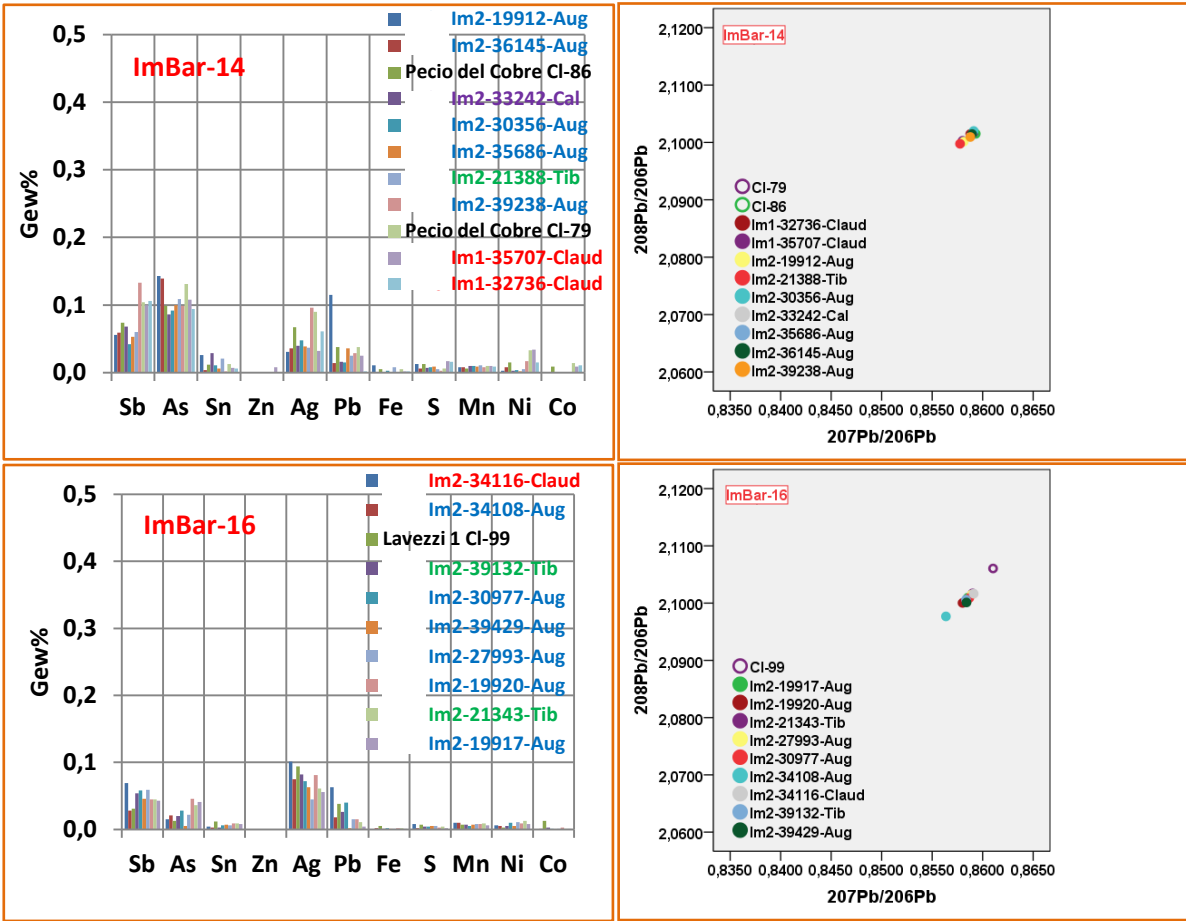 0,5
0,4
0,3
0,2
0,1
0,0
Gew%
ImBar-14
Im2-19912-Aug
Im2-36145-Aug
Pecio del Cobre Cl-86
Im2-33242-Cal
Im2-30356-Aug
Im2-35686-Aug
Im2-21388-Tib
Im2-39238-Aug
Pecio del Cobre Cl-79
Im1-35707-Claud
Im1-32736-Claud
Sb As Sn Zn Ag Pb Fe S Mn Ni Co
2,1200
2,1100
2,1000
2,0900
2,0800
2,0700
2,0600
208Pb/206Pb
ImBar-14
Cl-79
Cl-86
Im1-32736-Claud
Im1-35707-Claud
Im2-19912-Aug
Im2-21388-Tib
Im2-30356-Aug
Im2-33242-Cal
Im2-35686-Aug
Im2-36145-Aug
Im2-39238-Aug
0,8350 0,8400 0,8450 0,8500 0,8550 0,8600 0,8650
207Pb/206Pb
0,5
0,4
0,3
0,2
0,1
0,0
Gew%
ImBar-16
Im2-34116-Claud
Im2-34108-Aug
Lavezzi 1 Cl-99
Im2-39132-Tib
Im2-30977-Aug
Im2-39429-Aug
Im2-27993-Aug
Im2-19920-Aug
Im2-21343-Tib
Im2-19917-Aug
Sb As Sn Zn Ag Pb Fe S Mn Ni Co
2,1200
2,1100
2,1000
2,0900
2,0800
2,0700
2,0600
208Pb/206Pb
ImBar-16
Cl-99
Im2-19917-Aug
Im2-19920-Aug
Im2-21343-Tib
Im2-27993-Aug
Im2-30977-Aug
Im2-34108-Aug
Im2-34116-Claud
Im2-39132-Tib
Im2-39429-Aug
0,8350 0,8400 0,8450 0,8500 0,8550 0,8600 0,8650
207Pb/206Pb